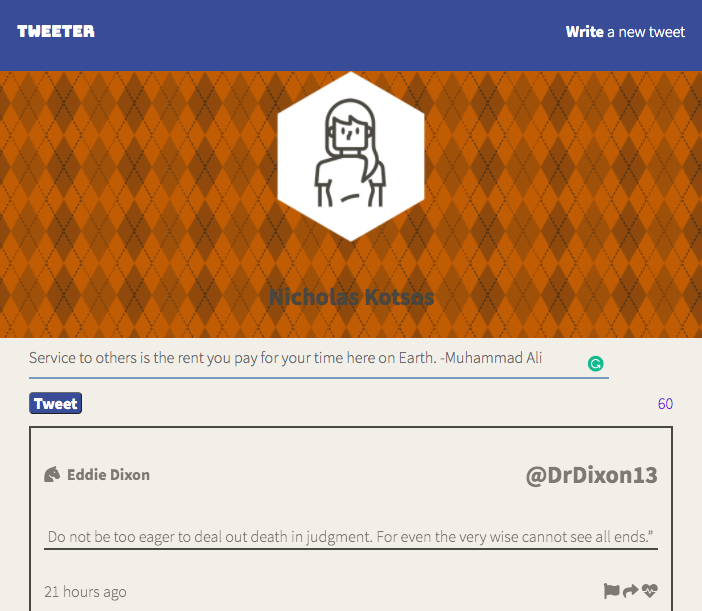 TWEETER
Write a new tweet
Nicholas Kotsos
Service to others is the rent you pay for your time here on Earth. -Muhammad Ali
Tweet
60
Eddie Dixon
@DrDixon13
Do not be too eager to deal out death in judgment. For even the very wise cannot see all ends.”
21 hours ago